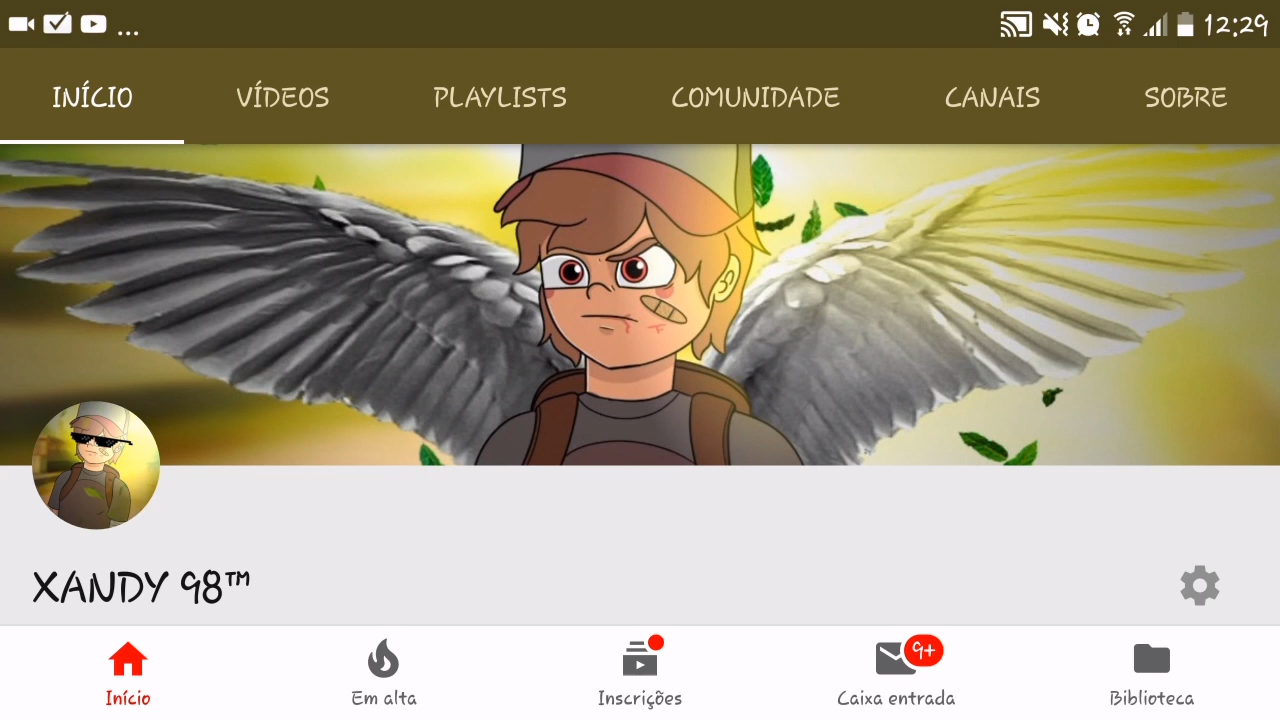 ... 12:29
INÍCIO VÍDEOS PLAYLISTS COMUNIDADE CANAIS SOBRE
XANDY 98™
9+
Início Em alta Inscrições Caixa entrada Biblioteca